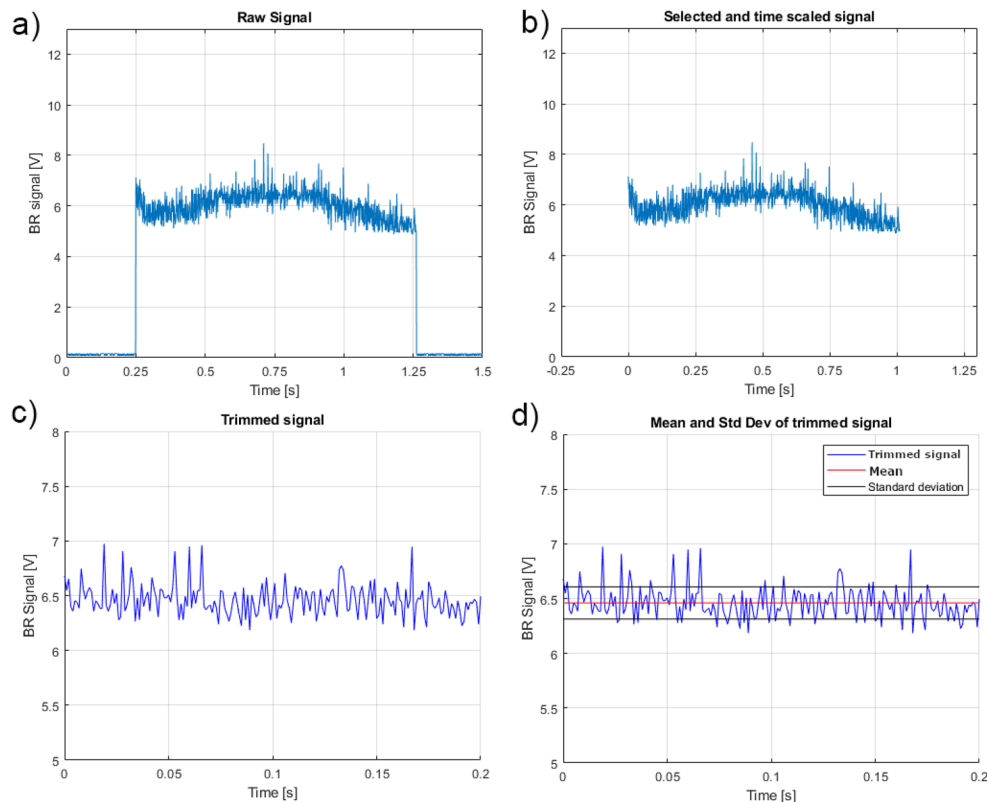 a)
Raw Signal
BR signal [V]
12
10
8
6
4
2
0
0 0.25 0.5 0.75 1 1.25 1.5
Time [s]
b)
Selected and time scaled signal
BR Signal [V]
12
10
8
6
4
2
0
-0.25 0 0.25 0.5 0.75 1 1.25
Time [s]
c)
Trimmed signal
BR Signal [V]
8
7.5
7
6.5
6
5.5
5
0 0.05 0.1 0.15 0.2
Time [s]
d)
Mean and Std Dev of trimmed signal
BR Signal [V]
8
7.5
7
6.5
6
5.5
5
Trimmed signal
Mean
Standard deviation
0 0.05 0.1 0.15 0.2
Time [s]